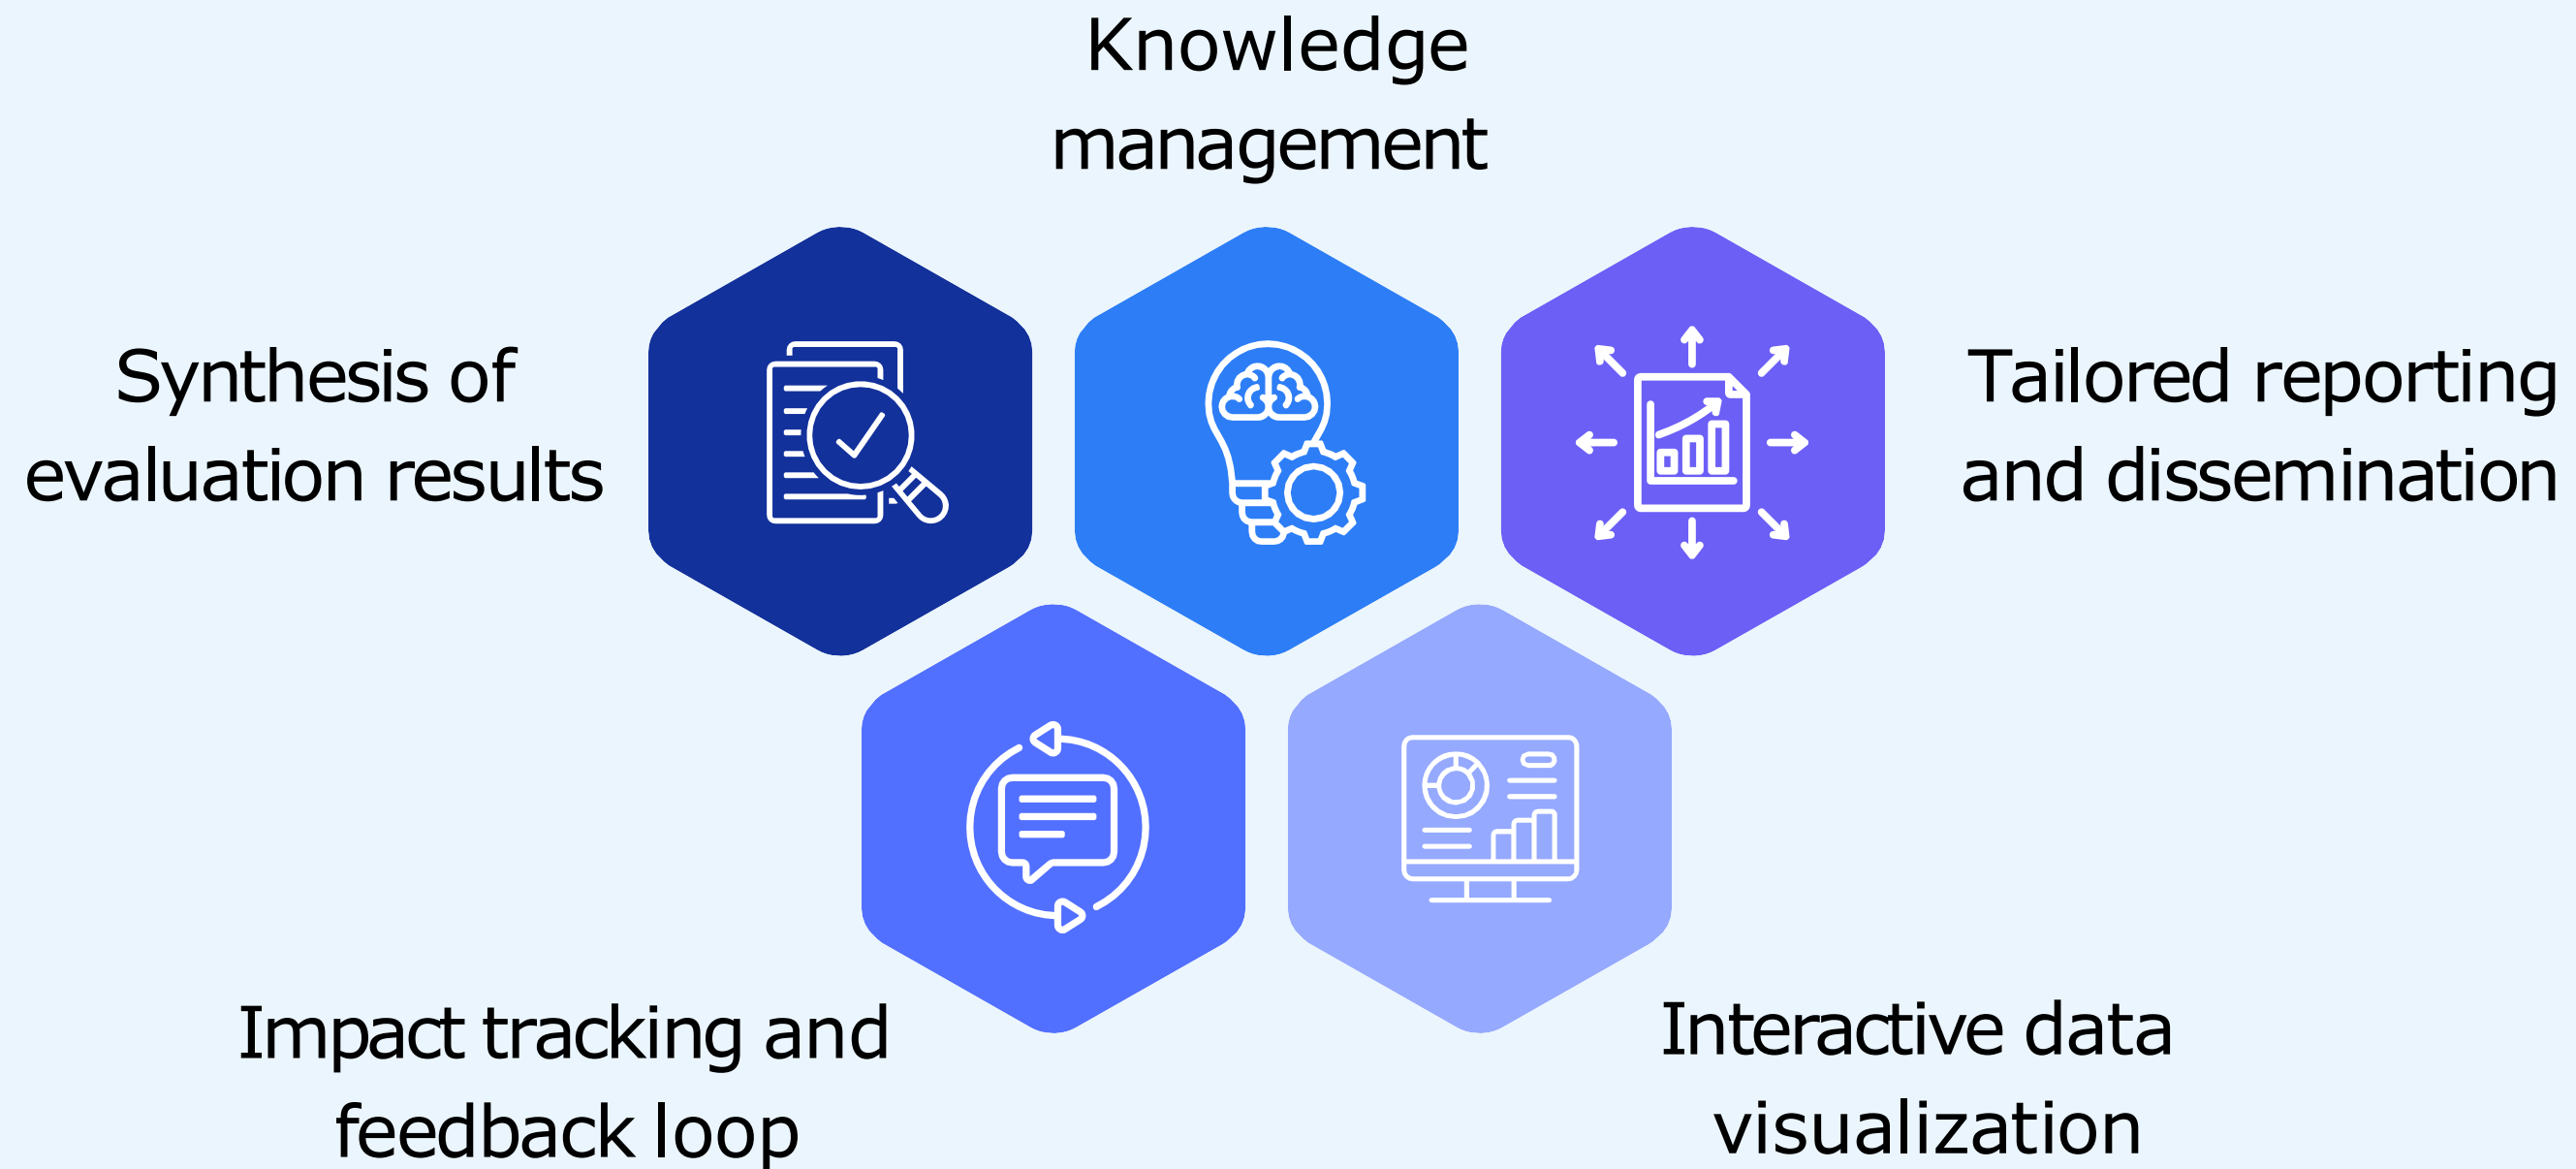 Knowledge
management
Synthesis of
evaluation results
Tailored reporting
and dissemination
Impact tracking and
feedback loop
Interactive data
visualization